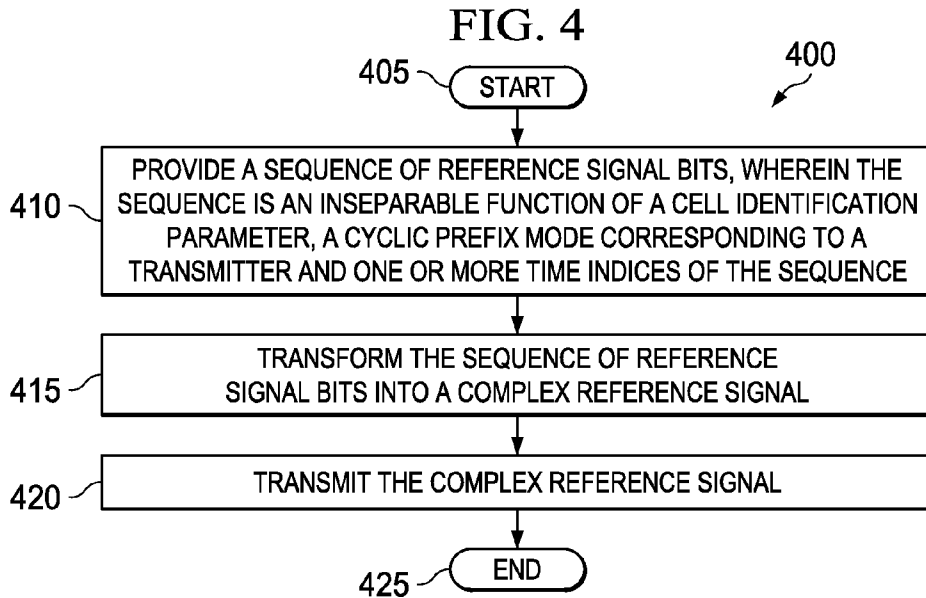 FIG. 4
400
405
START
410
PROVIDE A SEQUENCE OF REFERENCE SIGNAL BITS, WHEREIN THE
SEQUENCE IS AN INSEPARABLE FUNCTION OF A CELL IDENTIFICATION
PARAMETER, A CYCLIC PREFIX MODE CORRESPONDING TO A
TRANSMITTER AND ONE OR MORE TIME INDICES OF THE SEQUENCE
415
TRANSFORM THE SEQUENCE OF REFERENCE
SIGNAL BITS INTO A COMPLEX REFERENCE SIGNAL
420
TRANSMIT THE COMPLEX REFERENCE SIGNAL
425
END